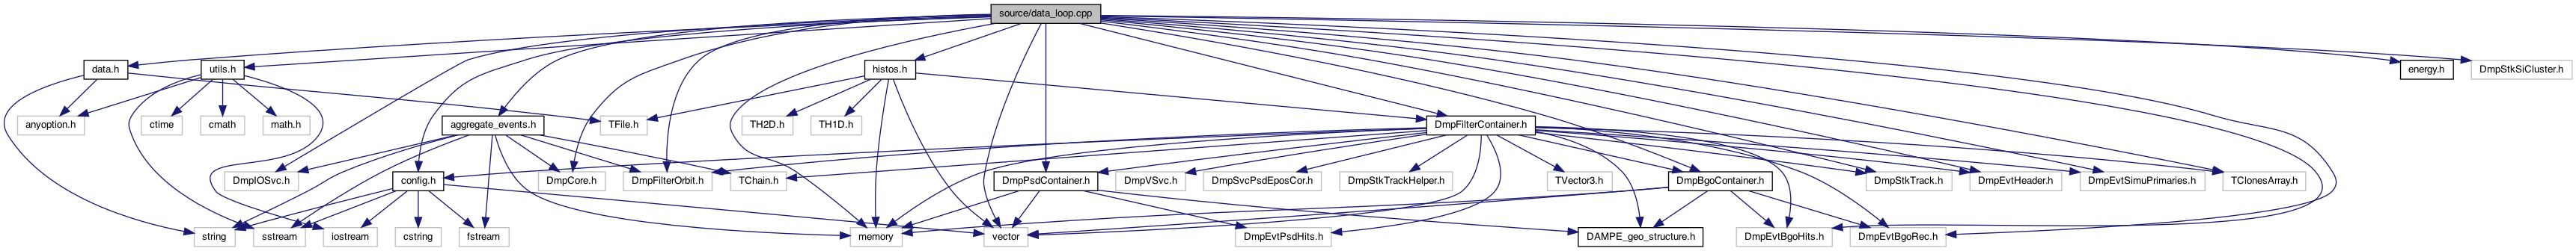 source/data_loop.cpp
data.h
utils.h
histos.h
energy.h
DmpStkSiCluster.h
anyoption.h
ctime
cmath
math.h
aggregate_events.h
TFile.h
TH2D.h
TH1D.h
DmpFilterContainer.h
DmpIOSvc.h
config.h
DmpCore.h
DmpFilterOrbit.h
TChain.h
DmpPsdContainer.h
DmpVSvc.h
DmpSvcPsdEposCor.h
DmpStkTrackHelper.h
TVector3.h
DmpBgoContainer.h
DmpStkTrack.h
DmpEvtHeader.h
DmpEvtSimuPrimaries.h
TClonesArray.h
string
sstream
iostream
cstring
fstream
memory
vector
DmpEvtPsdHits.h
DAMPE_geo_structure.h
DmpEvtBgoHits.h
DmpEvtBgoRec.h